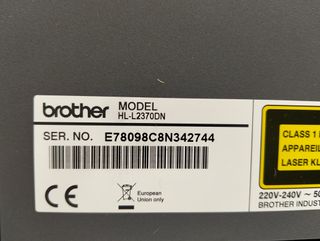 brother MODEL
HL-L2370DN
SER. NO. E78098C8N342744
CE European
Union only
CLASS 1
APPAREIL
LASER KL
220V-240V ~ 50
BROTHER INDUST